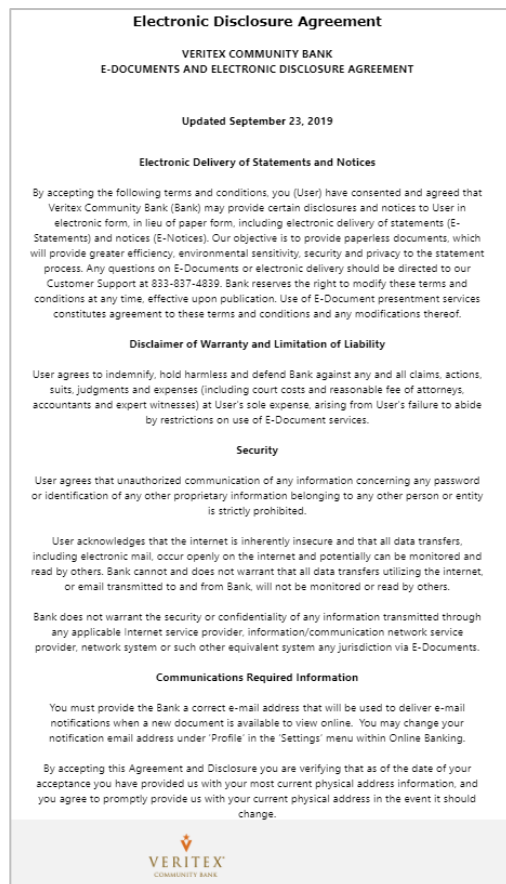 Electronic Disclosure Agreement
VERITEX COMMUNITY BANK
E-DOCUMENTS AND ELECTRONIC DISCLOSURE AGREEMENT
Updated September 23, 2019
Electronic Delivery of Statements and Notices
By accepting the following terms and conditions, you (User) have consented and agreed that
Veritex Community Bank (Bank) may provide certain disclosures and notices to User in
electronic form, in lieu of paper form, including electronic delivery of statements (E-
Statements) and notices (E-Notices). Our objective is to provide paperless documents, which
will provide greater efficiency, environmental sensitivity, security and privacy to the statement
process. Any questions on E-Documents or electronic delivery should be directed to our
Customer Support at 833-837-4839. Bank reserves the right to modify these terms and
conditions at any time, effective upon publication. Use of E-Document presentment services
constitutes agreement to these terms and conditions and any modifications thereof.
Disclaimer of Warranty and Limitation of Liability
User agrees to indemnify, hold harmless and defend Bank against any and all claims, actions,
suits, judgments and expenses (including court costs and reasonable fee of attorneys,
accountants and expert witnesses) at User's sole expense, arising from User's failure to abide
by restrictions on use of E-Document services.
Security
User agrees that unauthorized communication of any information concerning any password
or identification of any other proprietary information belonging to any other person or entity
is strictly prohibited.
User acknowledges that the internet is inherently insecure and that all data transfers,
including electronic mail, occur openly on the internet and potentially can be monitored and
read by others. Bank cannot and does not warrant that all data transfers utilizing the internet,
or email transmitted to and from Bank, will not be monitored or read by others.
Bank does not warrant the security or confidentiality of any information transmitted through
any applicable Internet service provider, information/communication network service
provider, network system or such other equivalent system any jurisdiction via E-Documents.
Communications Required Information
You must provide the Bank a correct e-mail address that will be used to deliver e-mail
notifications when a new document is available to view online. You may change your
notification email address under 'Profile' in the 'Settings' menu within Online Banking.
By accepting this Agreement and Disclosure you are verifying that as of the date of your
acceptance you have provided us with your most current physical address information, and
you agree to promptly provide us with your current physical address in the event it should
change.
VERITEX
COMMUNITY BANK